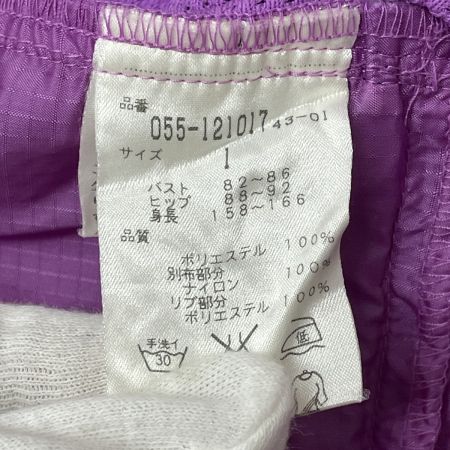 品番
055-121017 43-01
サイズ 1
バスト 82~86
ヒップ 88~92
身長 158~166
品質
ポリエステル 100%
別布部分
ナイロン 100%
リブ部分
ポリエステル 100%
手洗イ
30
低